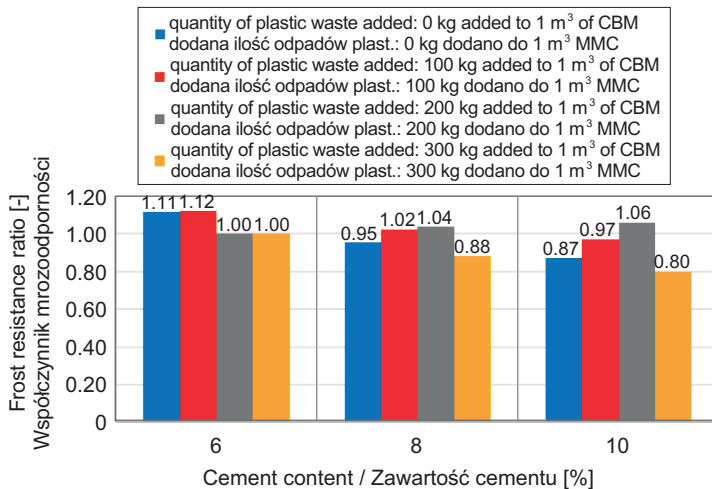 quantity of plastic waste added: 0 kg added to 1 m³ of CBM
dodana ilość odpadów plast.: 0 kg dodano do 1 m³ MMC
quantity of plastic waste added: 100 kg added to 1 m³ of CBM
dodana ilość odpadów plast.: 100 kg dodano do 1 m³ MMC
quantity of plastic waste added: 200 kg added to 1 m³ of CBM
dodana ilość odpadów plast.: 200 kg dodano do 1 m³ MMC
quantity of plastic waste added: 300 kg added to 1 m³ of CBM
dodana ilość odpadów plast.: 300 kg dodano do 1 m³ MMC
Frost resistance ratio [-]
Współczynnik mrozoodporności
1.20
1.00
0.80
0.60
0.40
0.20
0
1.11 1.12 1.00 1.00
0.95 1.02 1.04 0.88
0.87 0.97 1.06 0.80
6 8 10
Cement content / Zawartość cementu [%]